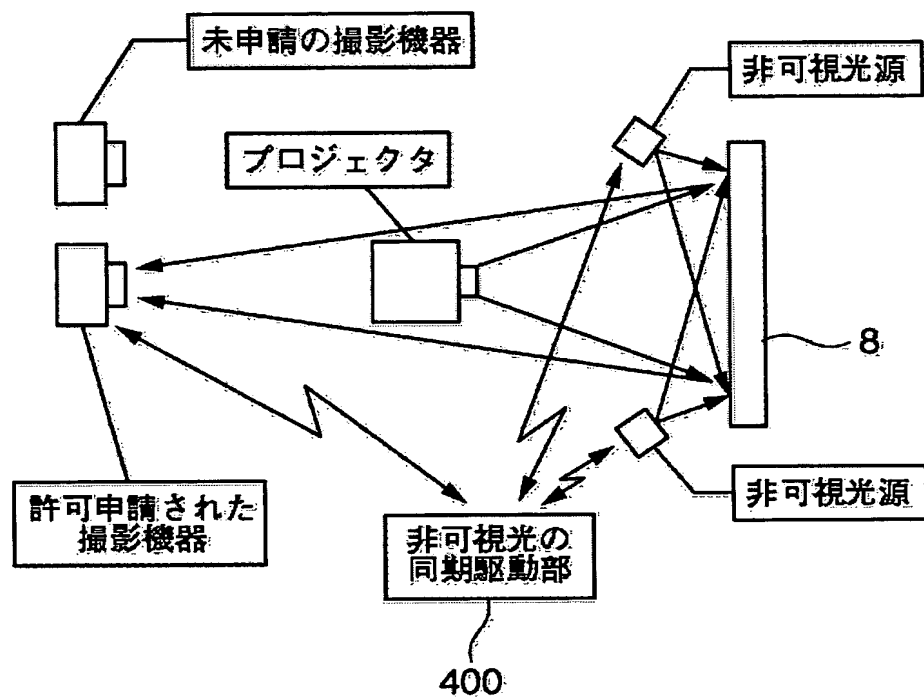 未申請の撮影機器
非可視光源
プロジェクタ
8
許可申請された
撮影機器
非可視光の
同期駆動部
非可視光源
400